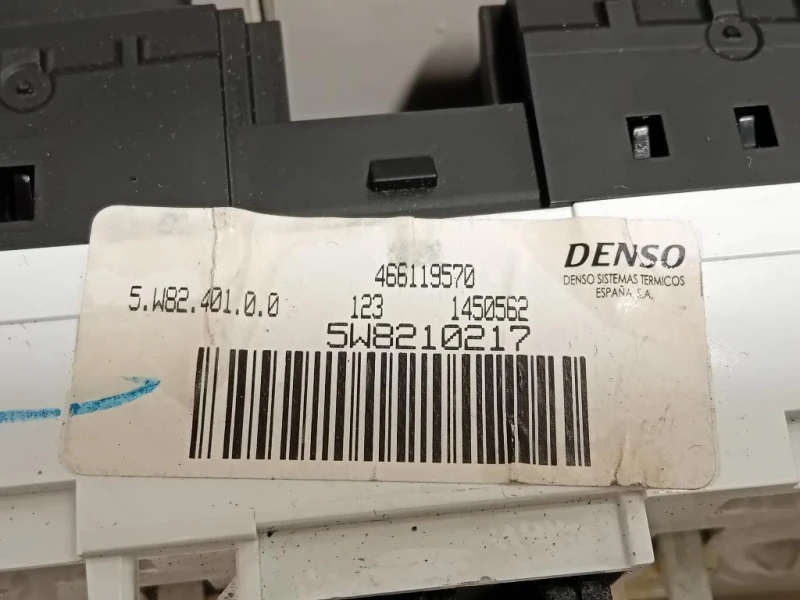 466119570
5.W82.401.0.0
123 1450562
5W8210217
DENSO
DENSO SISTEMAS TERMICOS
ESPAÑA, S.A.